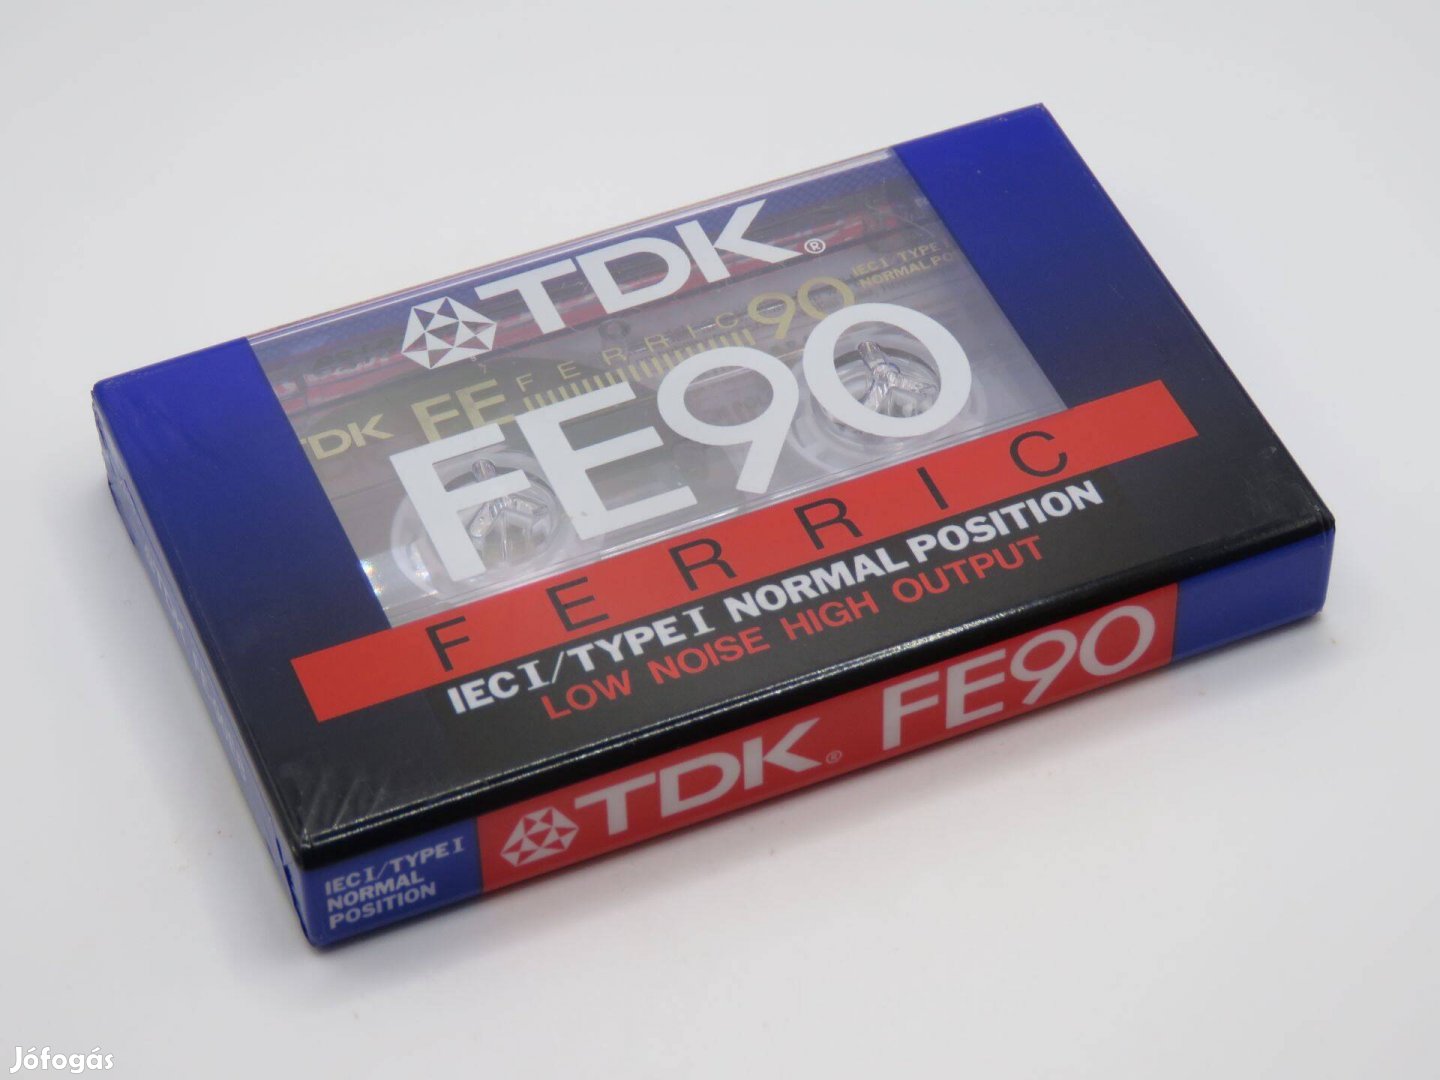 TDK®
FE90
FERRIC
IEC I/TYPE I NORMAL POSITION
LOW NOISE HIGH OUTPUT
TDK FE FERRIC 90
IEC I TYPE I
NORMAL PO
TDK® FE90
IEC I/TYPE I
NORMAL
POSITION
Jófogás